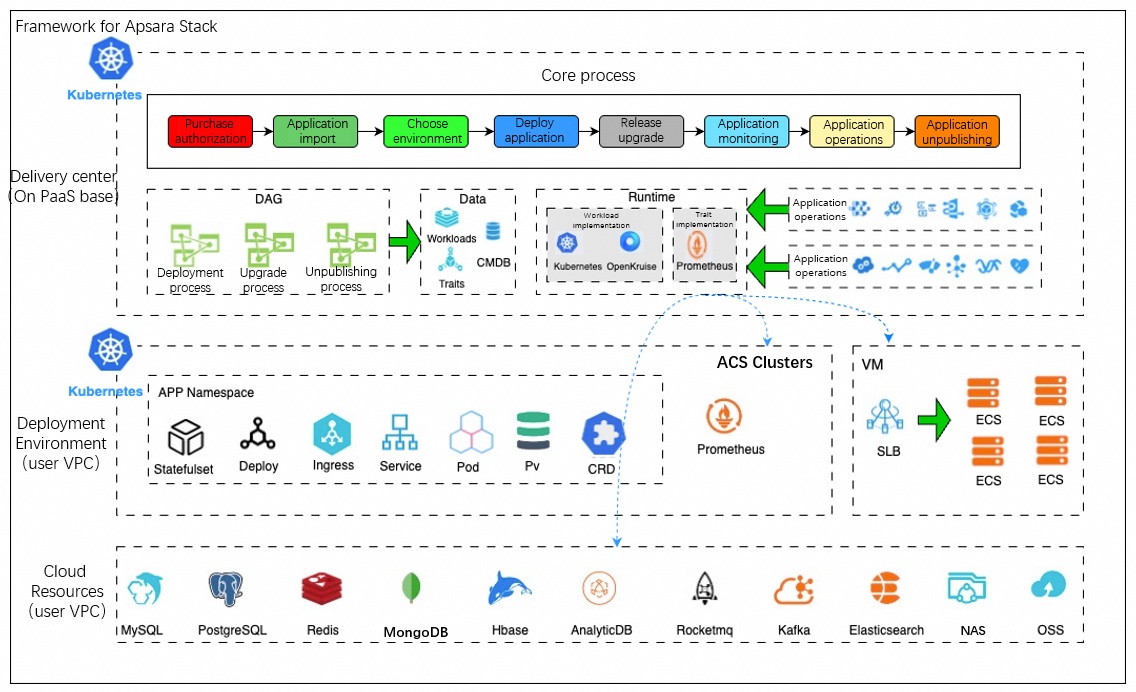 Framework for Apsara Stack
Kubernetes
Core process
Purchase
authorization
Application
import
Choose
environment
Deploy
application
Release
upgrade
Application
monitoring
Application
operations
Application
unpublishing
Delivery center
(On PaaS base)
DAG
Deployment
process
Upgrade
process
Unpublishing
process
Data
Workloads
CMDB
Traits
Runtime
Workload
implementation
Kubernetes
OpenKruise
Trait
implementation
Prometheus
Application
operations
Application
operations
Kubernetes
Deployment
Environment
(user VPC)
APP Namespace
Statefulset
Deploy
Ingress
Service
Pod
Pv
CRD
ACS Clusters
Prometheus
VM
SLB
ECS
ECS
ECS
ECS
Cloud
Resources
(user VPC)
MySQL
PostgreSQL
Redis
MongoDB
Hbase
AnalyticDB
Rocketmq
Kafka
Elasticsearch
NAS
OSS